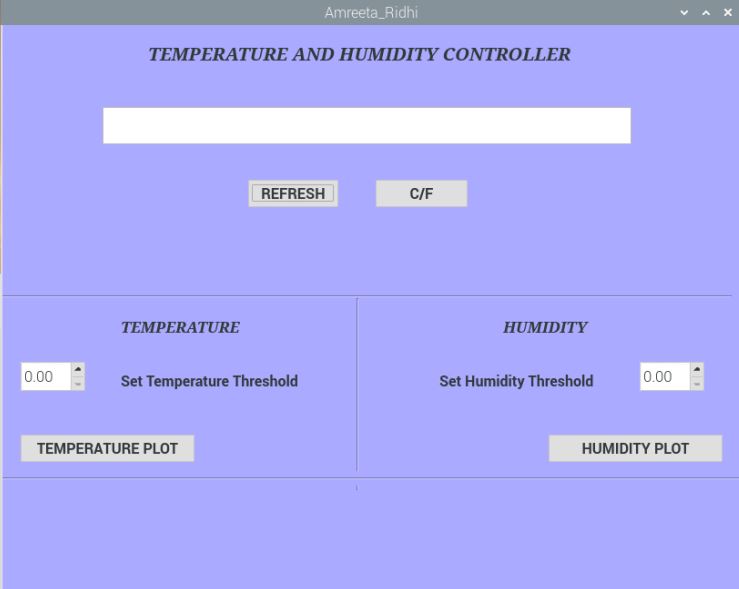 Amreeta_Ridhi
TEMPERATURE AND HUMIDITY CONTROLLER
REFRESH C/F
TEMPERATURE HUMIDITY
0.00 Set Temperature Threshold Set Humidity Threshold 0.00
TEMPERATURE PLOT HUMIDITY PLOT